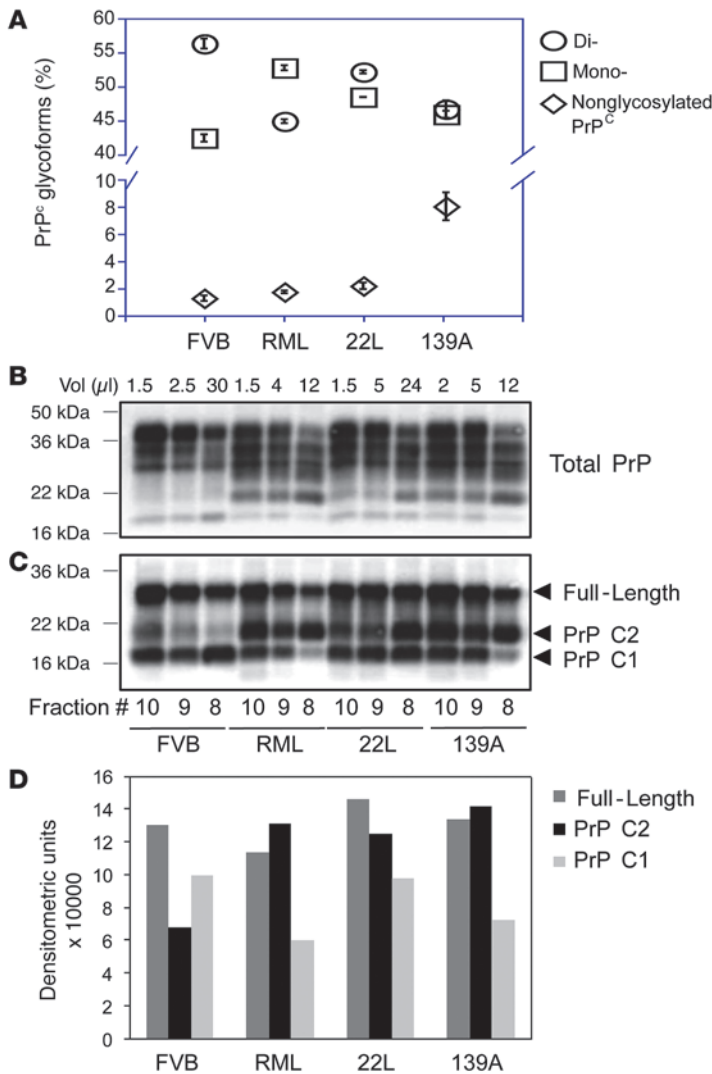 A
60
55
50
45
40
10
8
6
4
2
0
PrPᶜ glycoforms (%)
FVB RML 22L 139A
Di-
Mono-
Nonglycosylated
PrPᶜ
B
Vol (µl) 1.5 2.5 30 1.5 4 12 1.5 5 24 2 5 12
50 kDa
36 kDa
22 kDa
16 kDa
Total PrP
C
36 kDa
22 kDa
16 kDa
Full-Length
PrP C2
PrP C1
Fraction # 10 9 8 10 9 8 10 9 8 10 9 8
FVB RML 22L 139A
D
16
14
12
10
8
6
4
2
0
Densitometric units
x 10000
FVB RML 22L 139A
Full-Length
PrP C2
PrP C1